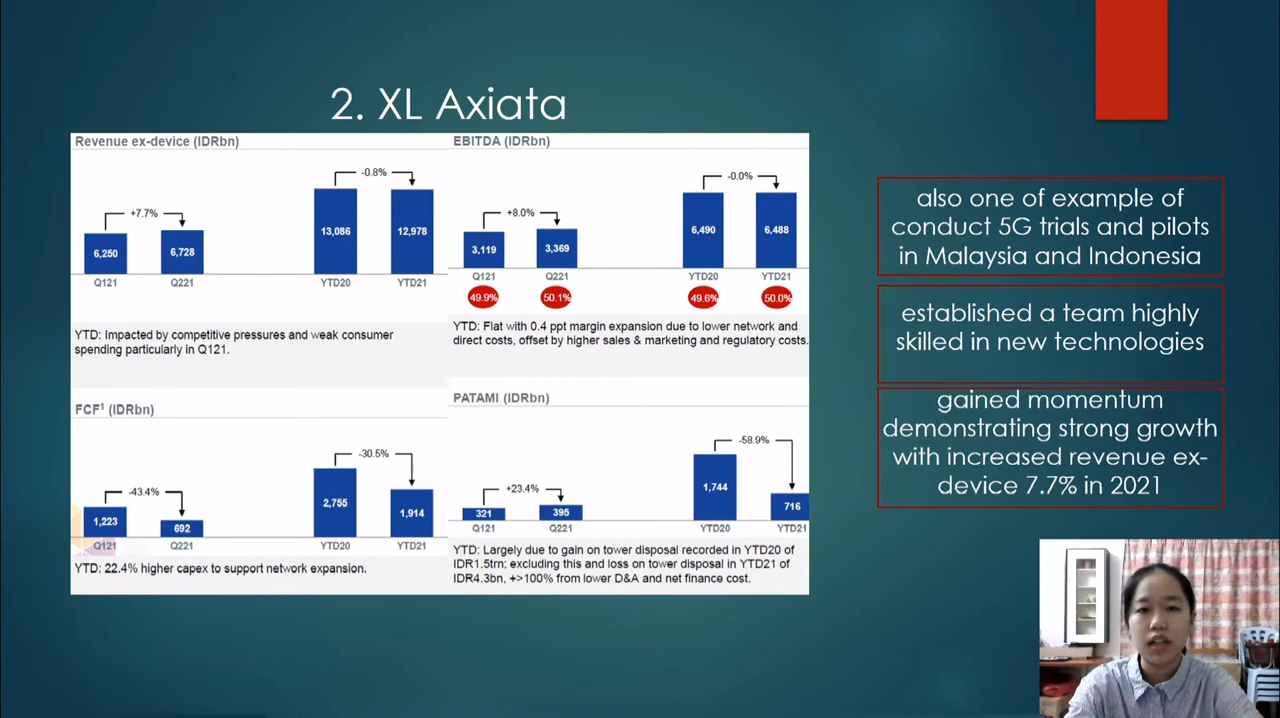 2. XL Axiata
Revenue ex-device (IDRbn)
+7.7%
-0.8%
6,250
6,728
13,086
12,978
Q121
Q221
YTD20
YTD21
YTD: Impacted by competitive pressures and weak consumer
spending particularly in Q121.
EBITDA (IDRbn)
+8.0%
-0.0%
3,119
3,369
6,490
6,488
Q121
Q221
YTD20
YTD21
49.9%
50.1%
49.6%
50.0%
YTD: Flat with 0.4 ppt margin expansion due to lower network and
direct costs, offset by higher sales & marketing and regulatory costs.
FCF¹ (IDRbn)
-43.4%
-30.5%
1,223
692
2,755
1,914
Q121
Q221
YTD20
YTD21
YTD: 22.4% higher capex to support network expansion.
PATAMI (IDRbn)
+23.4%
-58.9%
321
395
1,744
716
Q121
Q221
YTD20
YTD21
YTD: Largely due to gain on tower disposal recorded in YTD20 of
IDR1.5trn; excluding this and loss on tower disposal in YTD21 of
IDR4.3bn, +>100% from lower D&A and net finance cost.
also one of example of
conduct 5G trials and pilots
in Malaysia and Indonesia
established a team highly
skilled in new technologies
gained momentum
demonstrating strong growth
with increased revenue ex-
device 7.7% in 2021